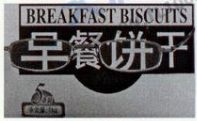 BREAKFAST BISCUITS
早餐饼干